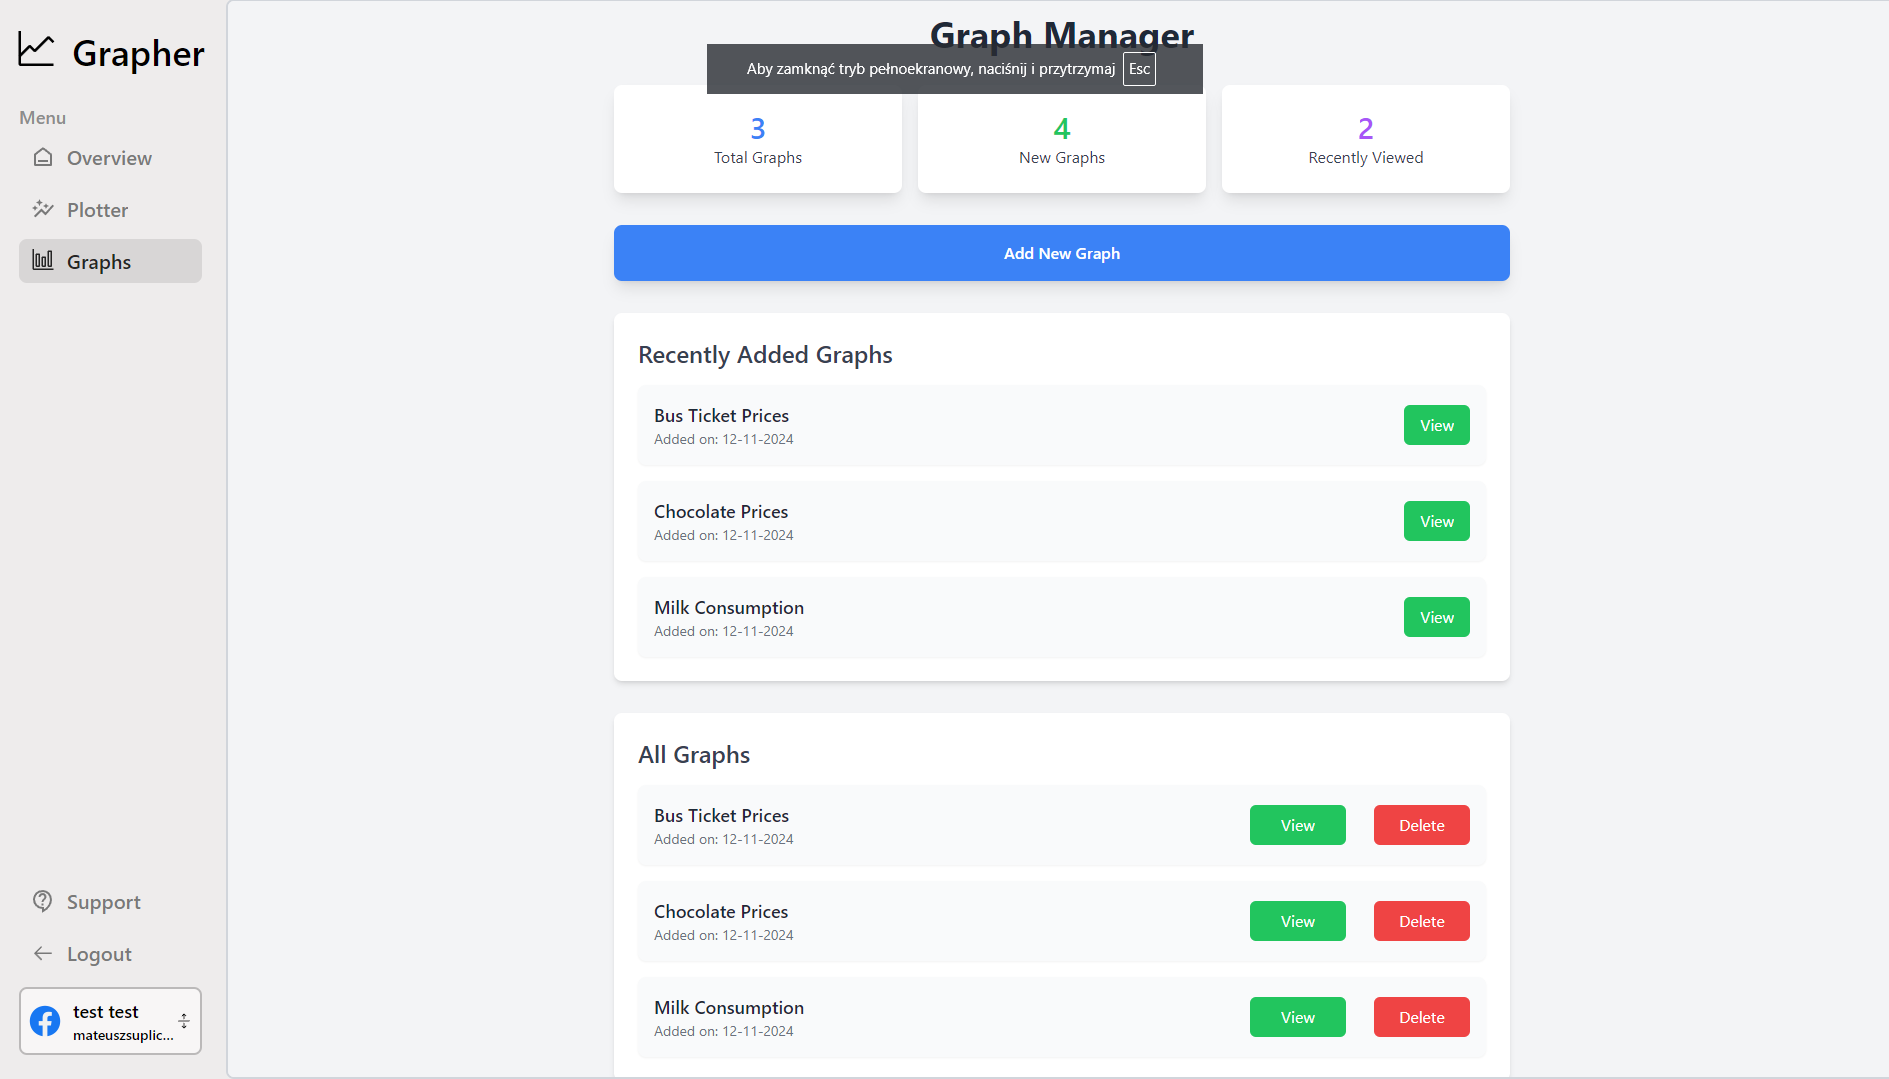 Grapher
Menu
Overview
Plotter
Graphs
Support
Logout
test test
mateuszsuplic...
Graph Manager
Aby zamknąć tryb pełnoekranowy, naciśnij i przytrzymaj Esc
3
Total Graphs
4
New Graphs
2
Recently Viewed
Add New Graph
Recently Added Graphs
Bus Ticket Prices
Added on: 12-11-2024
View
Chocolate Prices
Added on: 12-11-2024
View
Milk Consumption
Added on: 12-11-2024
View
All Graphs
Bus Ticket Prices
Added on: 12-11-2024
View
Delete
Chocolate Prices
Added on: 12-11-2024
View
Delete
Milk Consumption
Added on: 12-11-2024
View
Delete